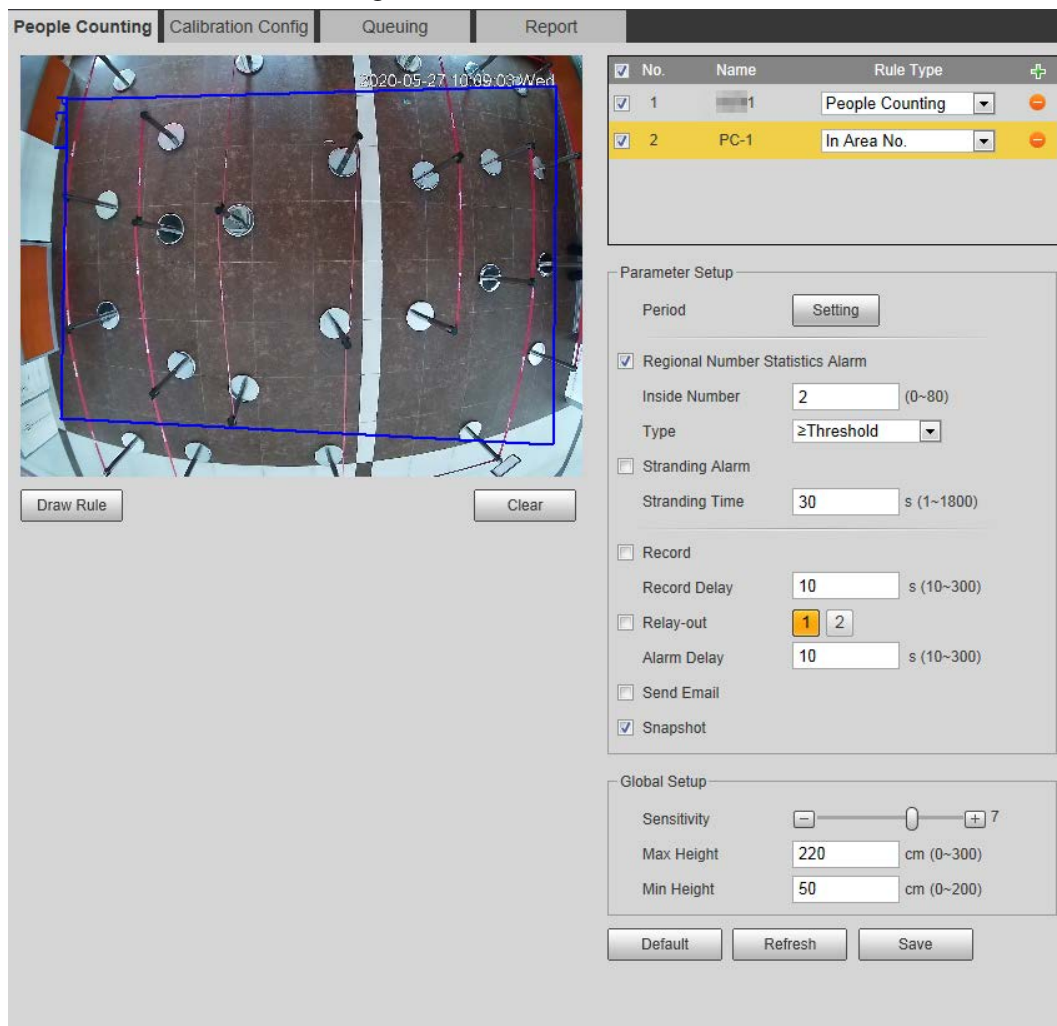 People Counting Calibration Config Queuing Report
2020-05-27 10:09:03 Wed
No. Name Rule Type
1 1 People Counting
2 PC-1 In Area No.
Parameter Setup
Period Setting
Regional Number Statistics Alarm
Inside Number 2 (0~80)
Type ≥Threshold
Stranding Alarm
Stranding Time 30 s (1~1800)
Record
Record Delay 10 s (10~300)
Relay-out 1 2
Alarm Delay 10 s (10~300)
Send Email
Snapshot
Global Setup
Sensitivity 7
Max Height 220 cm (0~300)
Min Height 50 cm (0~200)
Draw Rule Clear
Default Refresh Save